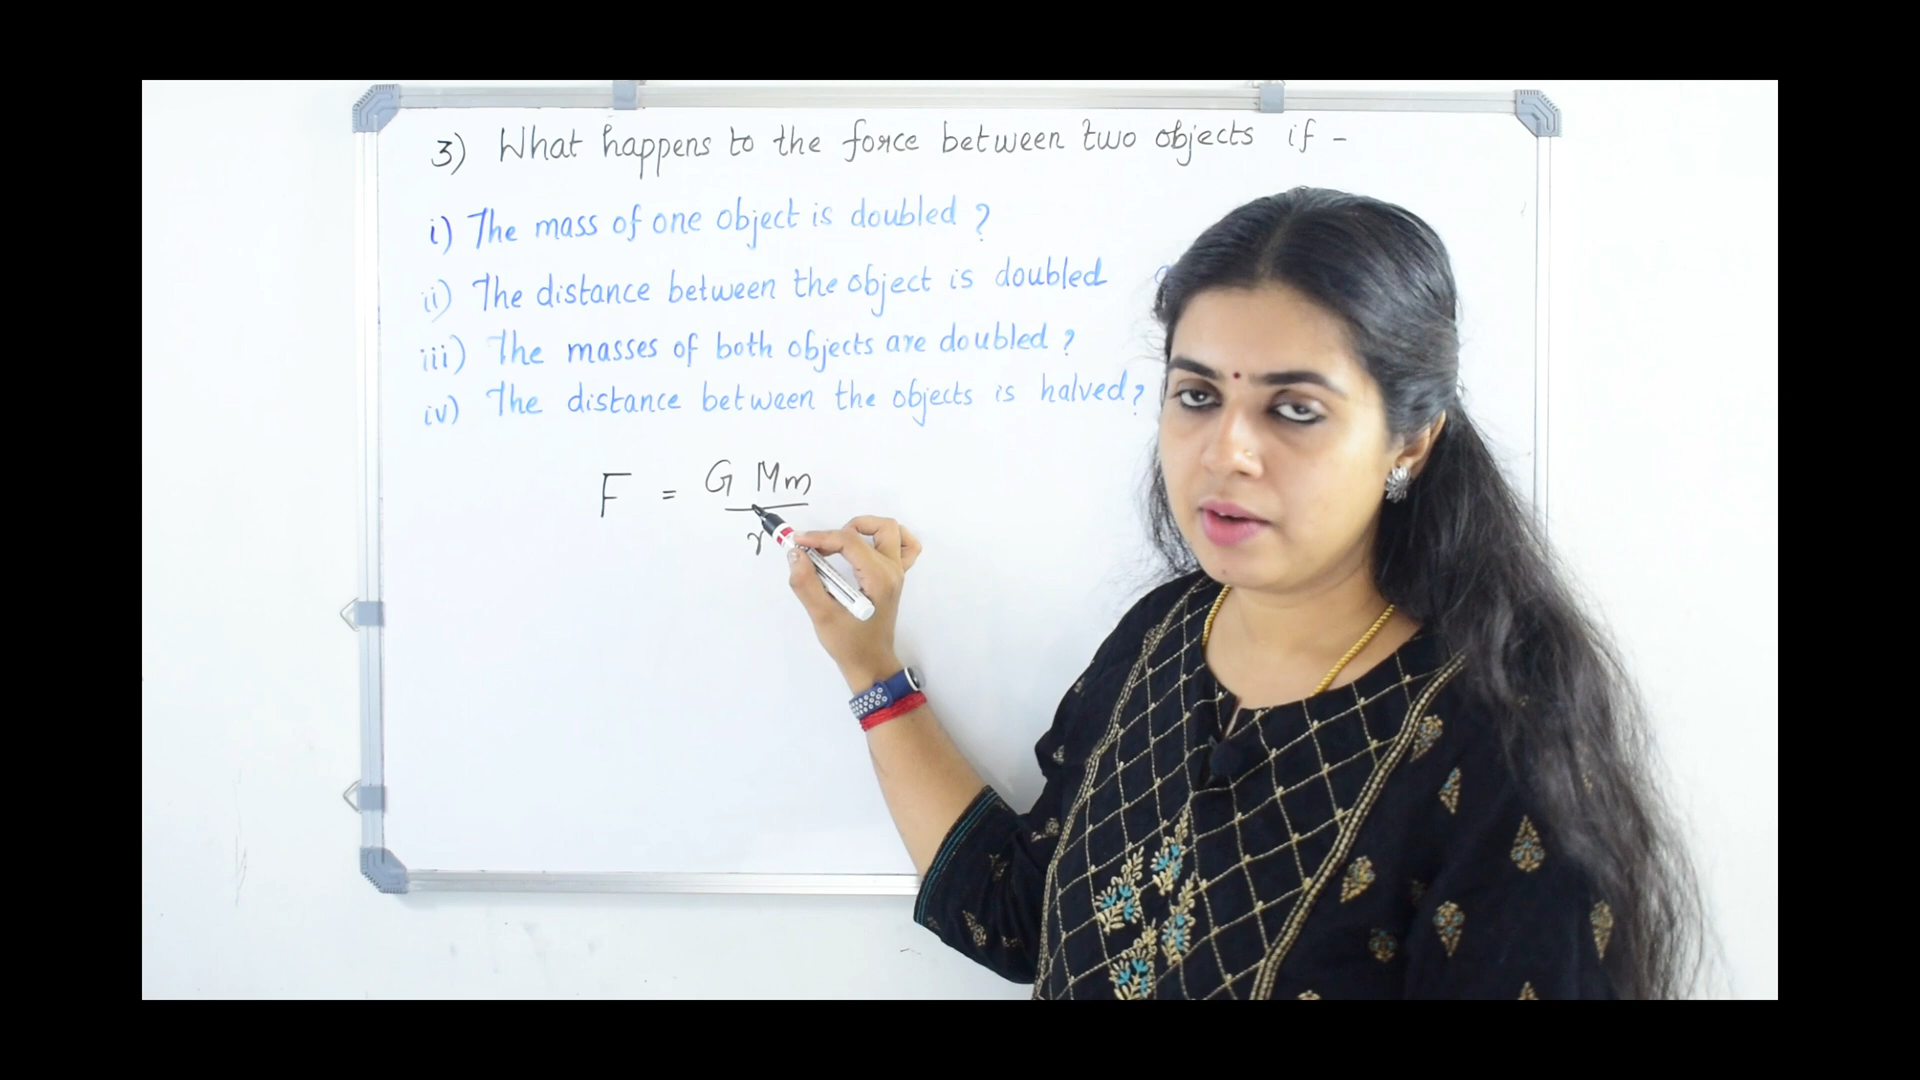 3) What happens to the force between two objects if -
i) The mass of one object is doubled ?
ii) The distance between the object is doubled
iii) The masses of both objects are doubled ?
iv) The distance between the objects is halved ?
F = G Mm
r